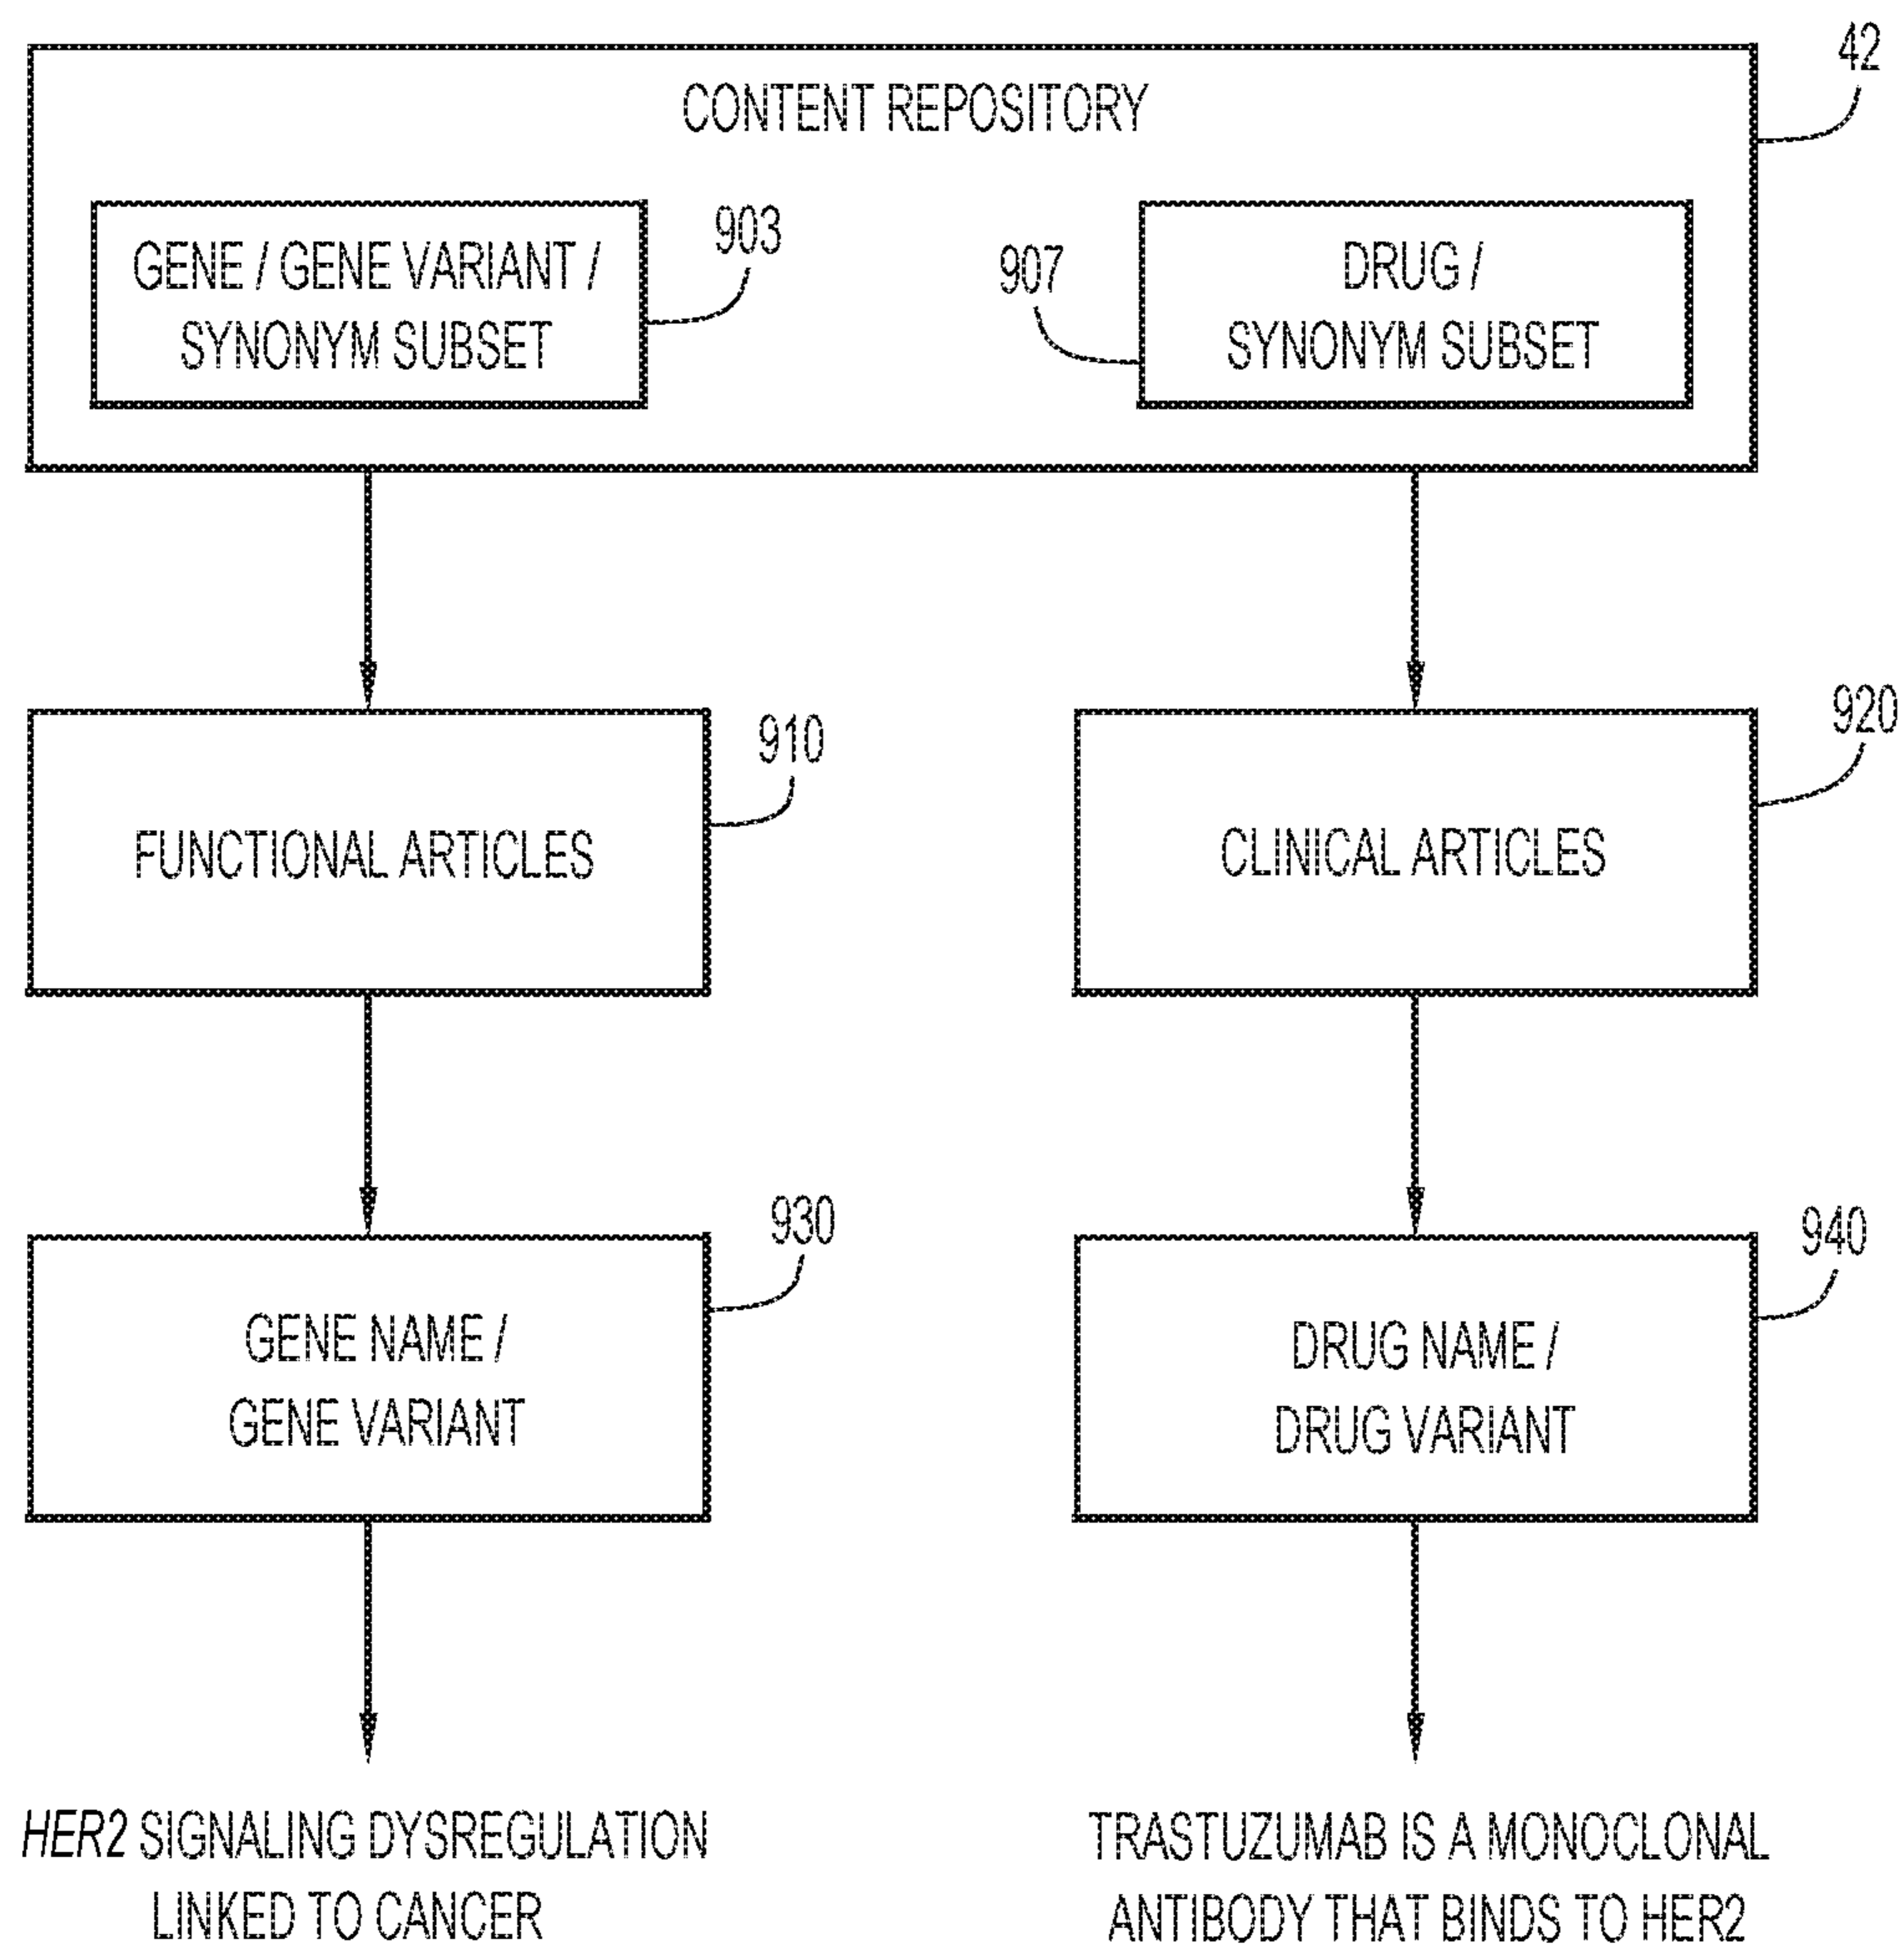 42
CONTENT REPOSITORY
GENE / GENE VARIANT /
SYNONYM SUBSET
903
907
DRUG /
SYNONYM SUBSET
FUNCTIONAL ARTICLES
910
CLINICAL ARTICLES
920
GENE NAME /
GENE VARIANT
930
DRUG NAME /
DRUG VARIANT
940
HER2 SIGNALING DYSREGULATION
LINKED TO CANCER
TRASTUZUMAB IS A MONOCLONAL
ANTIBODY THAT BINDS TO HER2